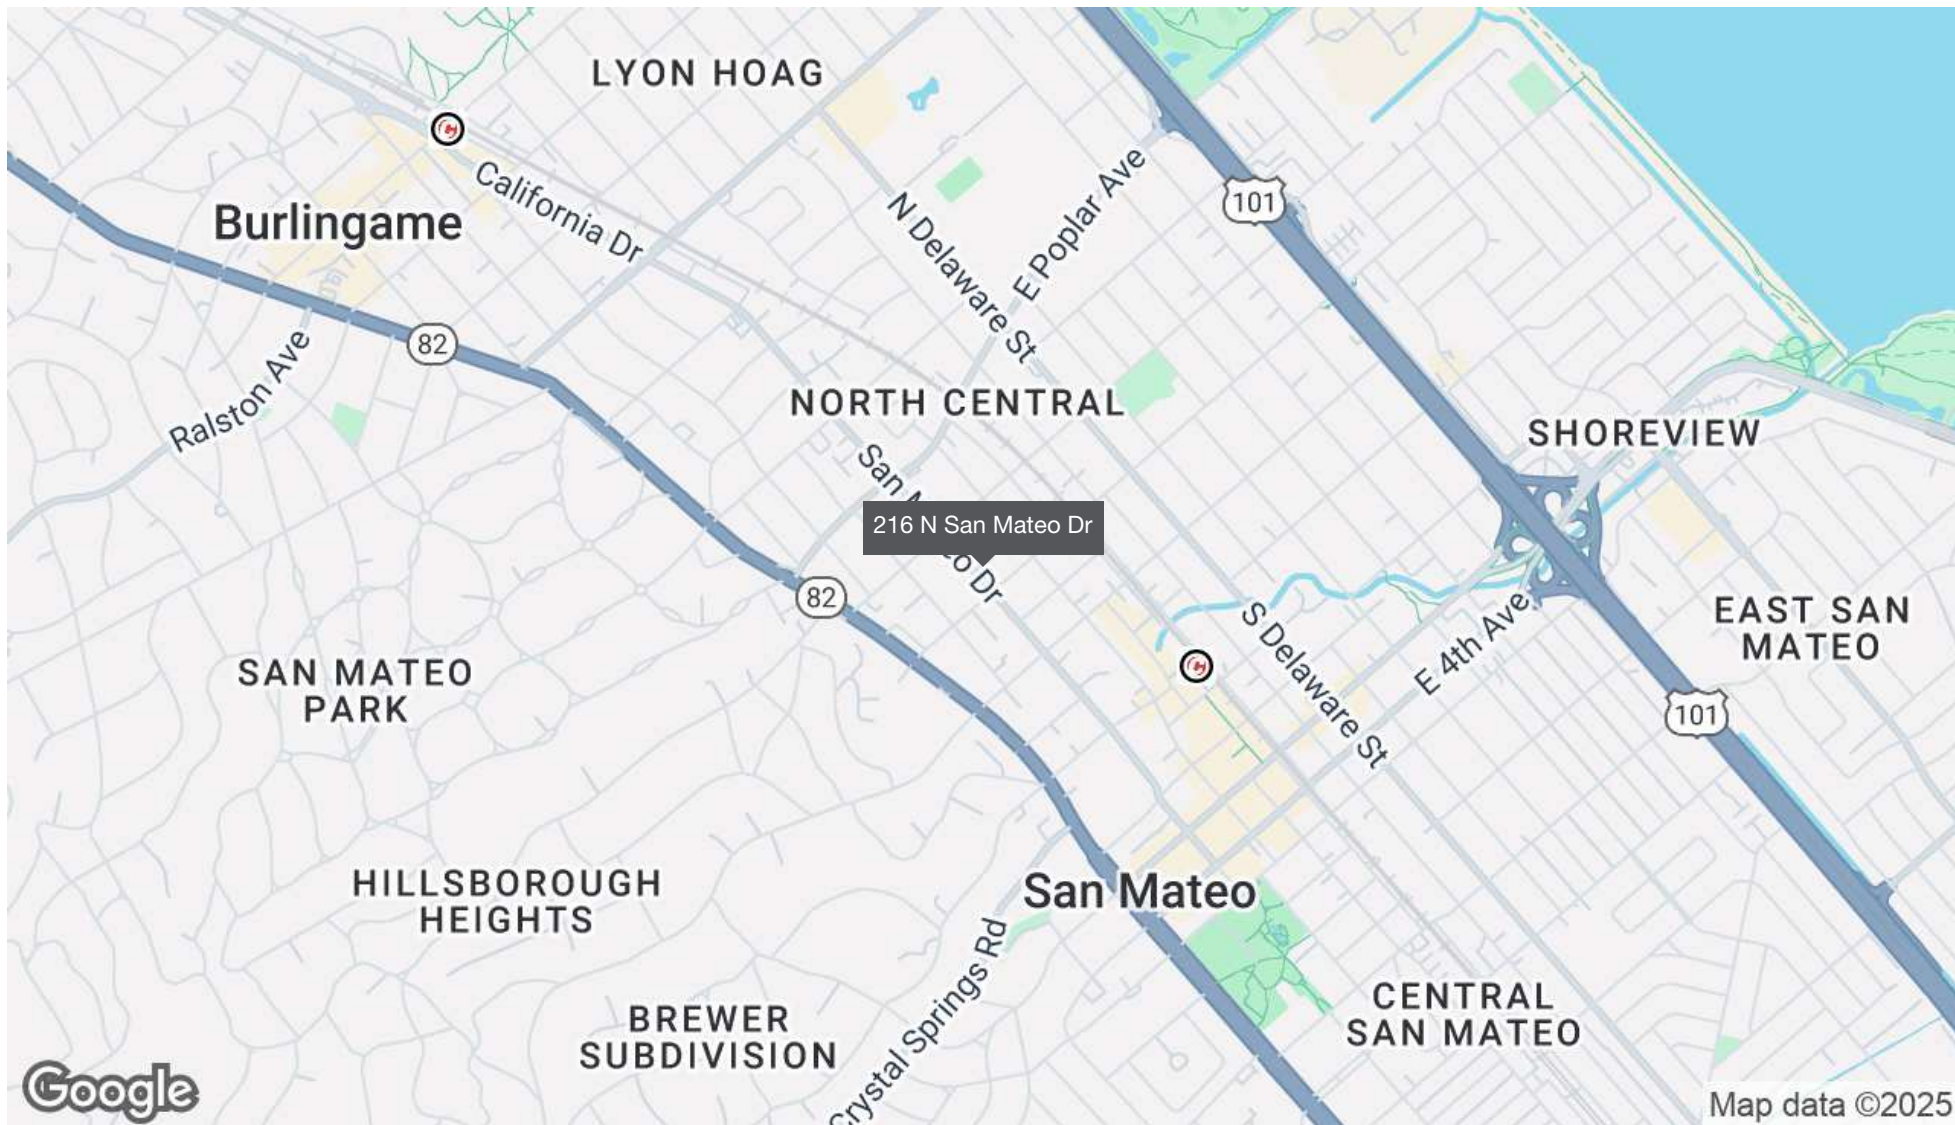 LYON HOAG
California Dr
Burlingame
101
N Delaware St
E Poplar Ave
82
Ralston Ave
NORTH CENTRAL
SHOREVIEW
216 N San Mateo Dr
82
S Delaware St
E 4th Ave
EAST SAN
MATEO
SAN MATEO
PARK
101
HILLSBOROUGH
HEIGHTS
San Mateo
Crystal Springs Rd
CENTRAL
SAN MATEO
BREWER
SUBDIVISION
Google
Map data ©2025